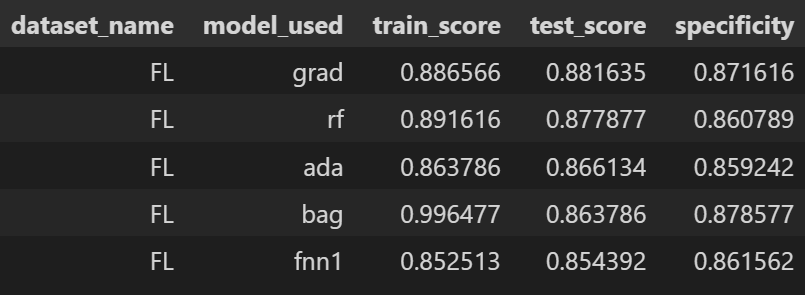 dataset_name model_used train_score test_score specificity
FL grad 0.886566 0.881635 0.871616
FL rf 0.891616 0.877877 0.860789
FL ada 0.863786 0.866134 0.859242
FL bag 0.996477 0.863786 0.878577
FL fnn1 0.852513 0.854392 0.861562